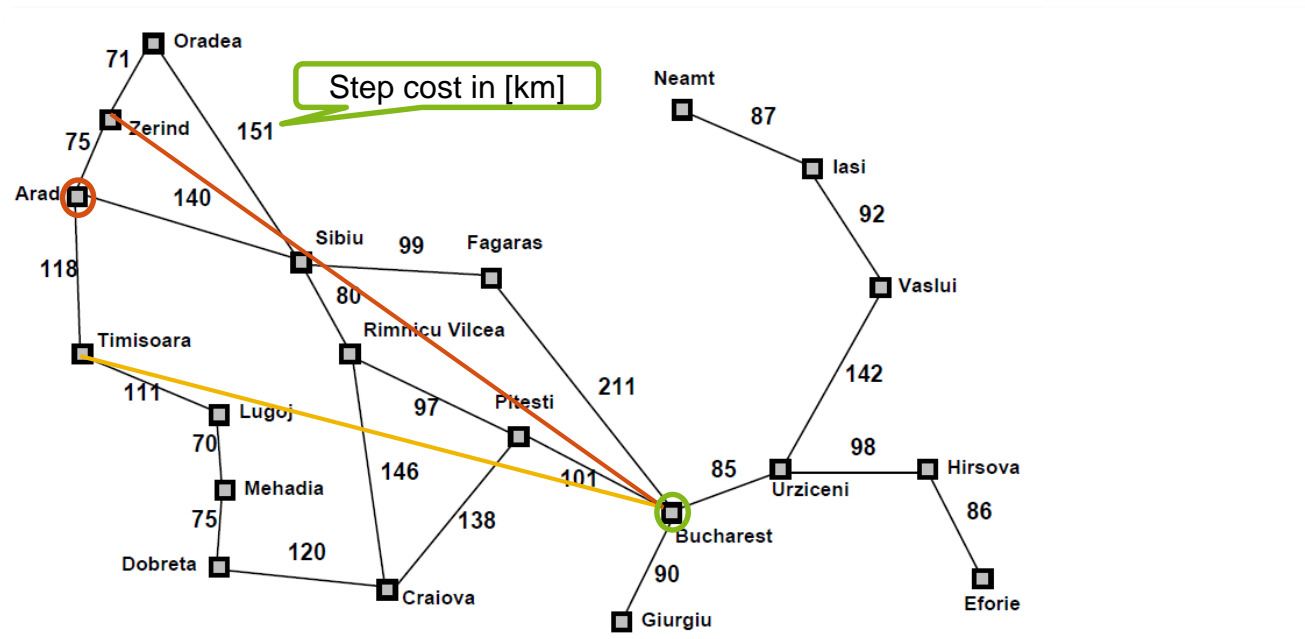 Oradea
71
Step cost in [km]
Neamt
87
Zerind
151
75
Iasi
Arad
140
92
Sibiu
99
Fagaras
118
Vaslui
80
Rimnicu Vilcea
Timisoara
142
111
211
97
Pitesti
Lugoj
70
98
146
85
Hirsova
101
Urziceni
Mehadia
86
75
138
Bucharest
120
Dobreta
90
Craiova
Eforie
Giurgiu